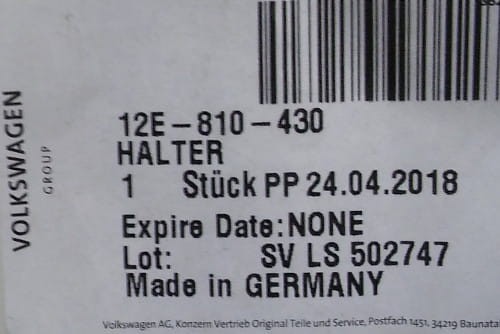 VOLKSWAGEN
GROUP
12E-810-430
HALTER
1 Stück PP 24.04.2018
Expire Date:NONE
Lot: SV LS 502747
Made in GERMANY
Volkswagen AG, Konzern Vertrieb Original Teile und Service, Postfach 1451, 34219 Baunata